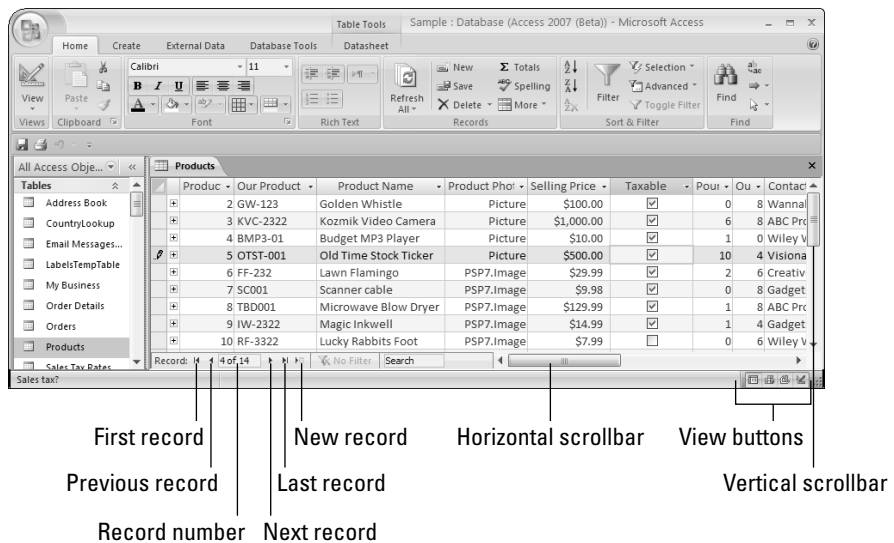 Table Tools Sample : Database (Access 2007 (Beta)) - Microsoft Access
Home Create External Data Database Tools Datasheet
Calibri 11
View Paste B I U Refresh All New Save Delete Σ Totals Spelling More Filter Selection Advanced Toggle Filter Find
Views Clipboard Font Rich Text Records Sort & Filter Find
All Access Obje... « Products
Tables
Address Book
CountryLookup
Email Messages...
LabelsTempTable
My Business
Order Details
Orders
Products
Sales Tax Rates
Produc Our Product Product Name Product Phot Selling Price Taxable Pour Ou Contact
2 GW-123 Golden Whistle Picture $100.00 0 8 Wannal
3 KVC-2322 Kozmik Video Camera Picture $1,000.00 6 8 ABC Pro
4 BMP3-01 Budget MP3 Player Picture $10.00 1 0 Wiley W
5 OTST-001 Old Time Stock Ticker Picture $500.00 10 4 Visiona
6 FF-232 Lawn Flamingo PSP7.Image $29.99 2 6 Creativ
7 SC001 Scanner cable PSP7.Image $9.98 0 8 Gadget
8 TBD001 Microwave Blow Dryer PSP7.Image $129.99 1 8 ABC Pro
9 IW-2322 Magic Inkwell PSP7.Image $14.99 1 4 Gadget
10 RF-3322 Lucky Rabbits Foot PSP7.Image $7.99 0 6 Wiley W
Record: 4 of 14 No Filter Search
Sales tax?
First record New record Horizontal scrollbar View buttons
Previous record Last record Vertical scrollbar
Record number Next record